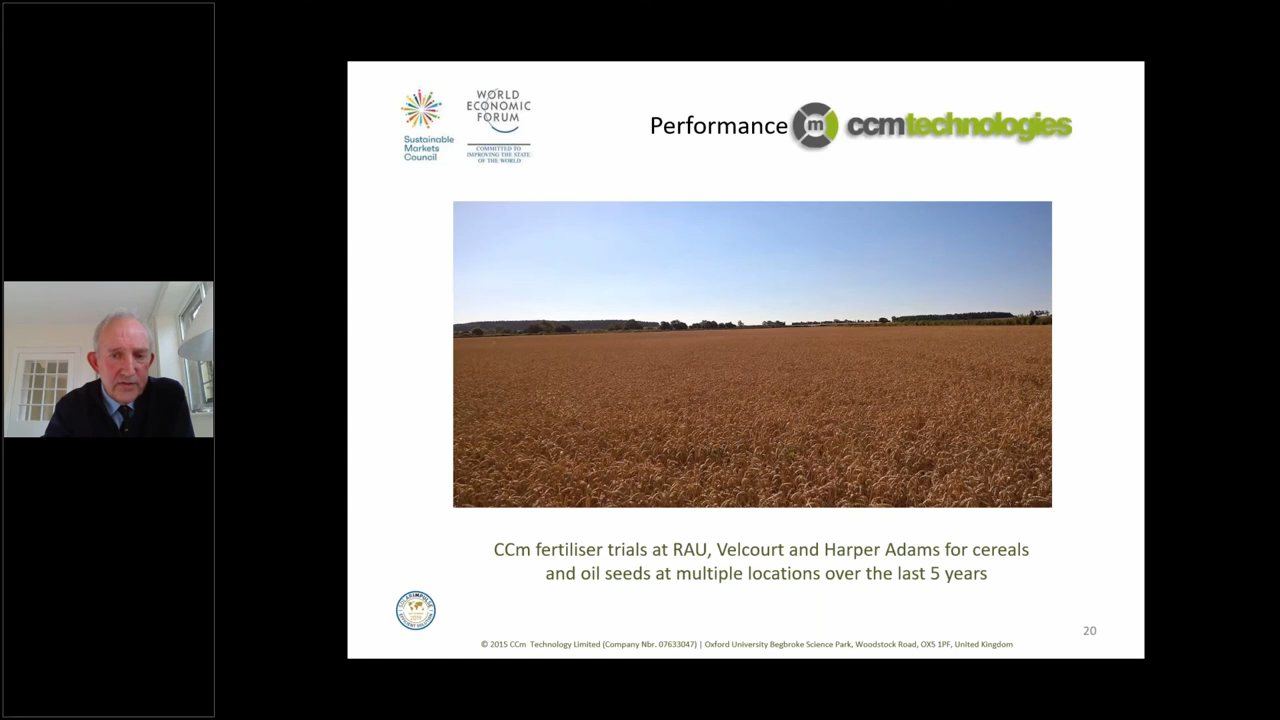 Sustainable
Markets
Council
WORLD
ECONOMIC
FORUM
COMMITTED TO
IMPROVING THE STATE
OF THE WORLD
Performance
m
ccmtechnologies
CCm fertiliser trials at RAU, Velcourt and Harper Adams for cereals
and oil seeds at multiple locations over the last 5 years
SOLARIMPULSE
EFFICIENT SOLUTION
20
© 2015 CCm Technology Limited (Company Nbr. 07633047) | Oxford University Begbroke Science Park, Woodstock Road, OX5 1PF, United Kingdom